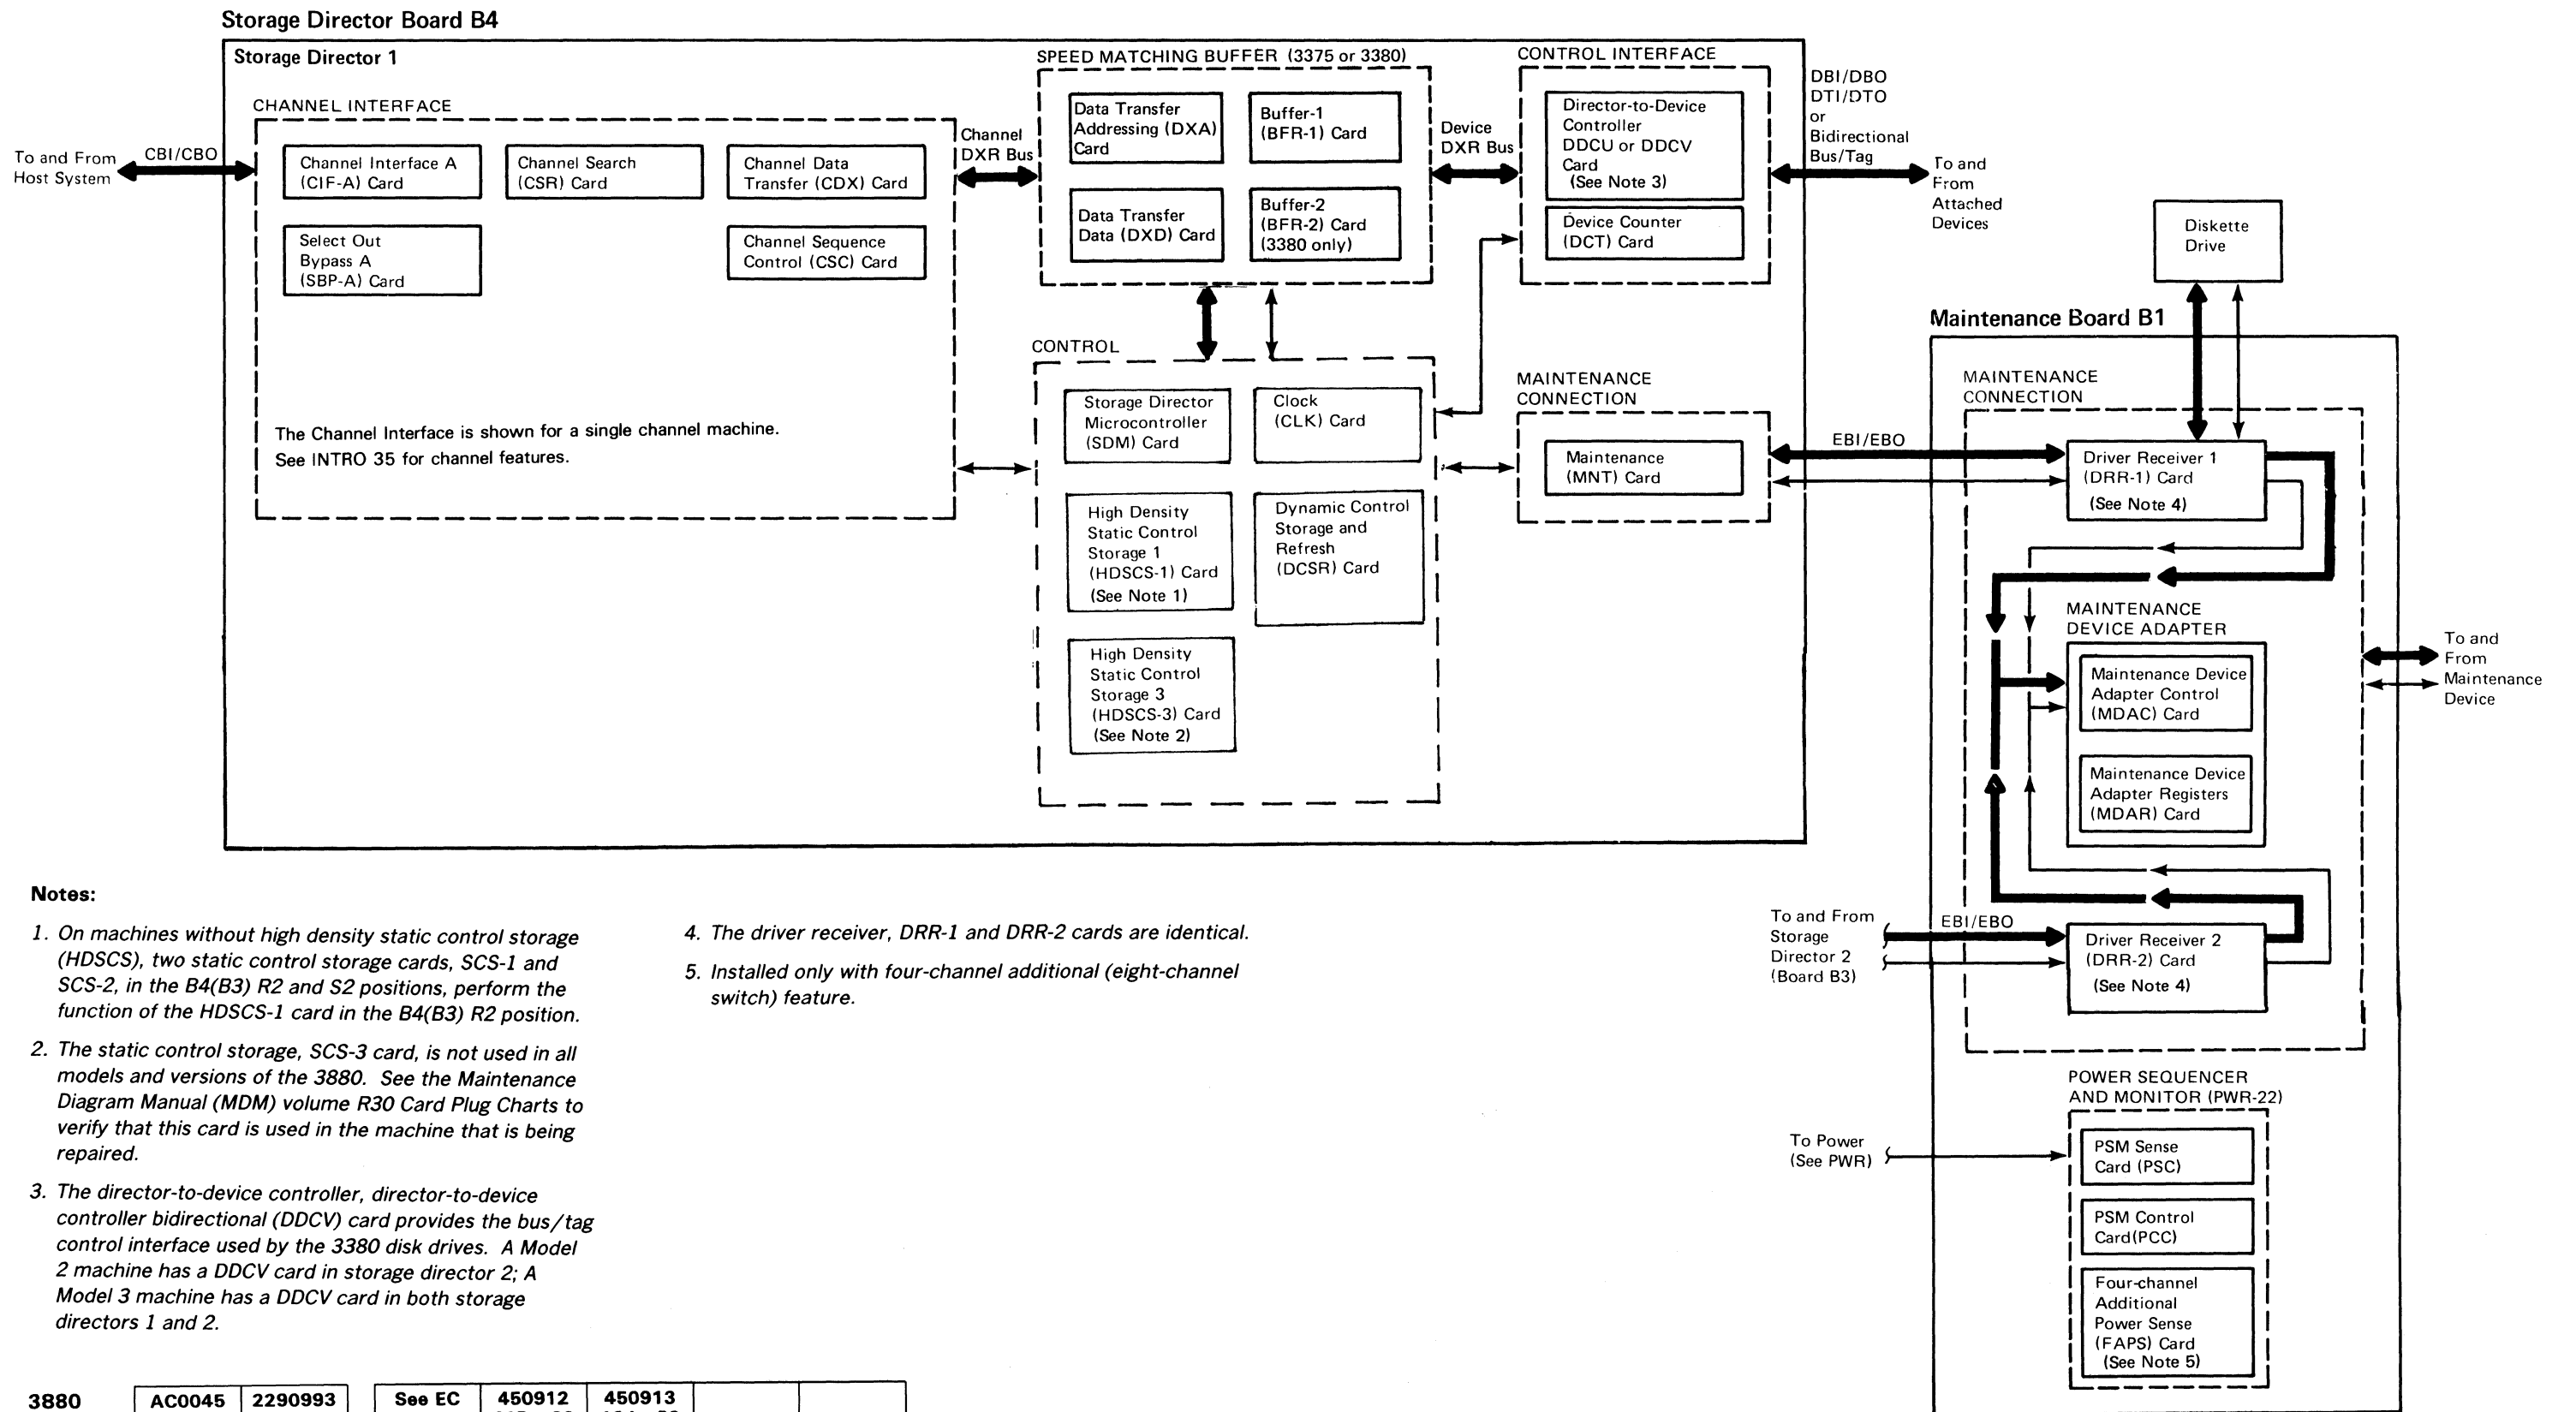 Storage Director Board B4
Storage Director 1
CHANNEL INTERFACE
To and From
Host System
CBI/CBO
Channel Interface A
(CIF-A) Card
Channel Search
(CSR) Card
Channel Data
Transfer (CDX) Card
Select Out
Bypass A
(SBP-A) Card
Channel Sequence
Control (CSC) Card
The Channel Interface is shown for a single channel machine.
See INTRO 35 for channel features.
Channel
DXR Bus
SPEED MATCHING BUFFER (3375 or 3380)
Data Transfer
Addressing (DXA)
Card
Buffer-1
(BFR-1) Card
Data Transfer
Data (DXD) Card
Buffer-2
(BFR-2) Card
(3380 only)
Device
DXR Bus
CONTROL INTERFACE
Director-to-Device
Controller
DDCU or DDCV
Card
(See Note 3)
Device Counter
(DCT) Card
DBI/DBO
DTI/DTO
or
Bidirectional
Bus/Tag
To and
From
Attached
Devices
CONTROL
Storage Director
Microcontroller
(SDM) Card
Clock
(CLK) Card
High Density
Static Control
Storage 1
(HDSCS-1) Card
(See Note 1)
Dynamic Control
Storage and
Refresh
(DCSR) Card
High Density
Static Control
Storage 3
(HDSCS-3) Card
(See Note 2)
MAINTENANCE
CONNECTION
Maintenance
(MNT) Card
EBI/EBO
Diskette
Drive
Maintenance Board B1
MAINTENANCE
CONNECTION
Driver Receiver 1
(DRR-1) Card
(See Note 4)
MAINTENANCE
DEVICE ADAPTER
Maintenance Device
Adapter Control
(MDAC) Card
Maintenance Device
Adapter Registers
(MDAR) Card
To and
From
Maintenance
Device
To and From
Storage
Director 2
(Board B3)
EBI/EBO
Driver Receiver 2
(DRR-2) Card
(See Note 4)
POWER SEQUENCER
AND MONITOR (PWR-22)
To Power
(See PWR)
PSM Sense
Card (PSC)
PSM Control
Card(PCC)
Four-channel
Additional
Power Sense
(FAPS) Card
(See Note 5)
Notes:
1. On machines without high density static control storage
(HDSCS), two static control storage cards, SCS-1 and
SCS-2, in the B4(B3) R2 and S2 positions, perform the
function of the HDSCS-1 card in the B4(B3) R2 position.
2. The static control storage, SCS-3 card, is not used in all
models and versions of the 3880. See the Maintenance
Diagram Manual (MDM) volume R30 Card Plug Charts to
verify that this card is used in the machine that is being
repaired.
3. The director-to-device controller, director-to-device
controller bidirectional (DDCV) card provides the bus/tag
control interface used by the 3380 disk drives. A Model
2 machine has a DDCV card in storage director 2; A
Model 3 machine has a DDCV card in both storage
directors 1 and 2.
4. The driver receiver, DRR-1 and DRR-2 cards are identical.
5. Installed only with four-channel additional (eight-channel
switch) feature.
3880
AC0045 2290993
See EC 450912 450913